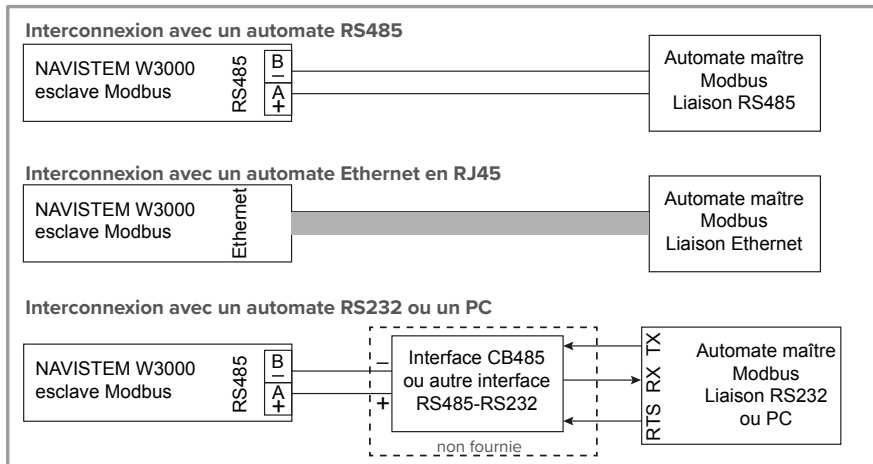 Interconnexion avec un automate RS485
NAVISTEM W3000
esclave Modbus
RS485
B
–
A
+
Automate maître
Modbus
Liaison RS485
Interconnexion avec un automate Ethernet en RJ45
NAVISTEM W3000
esclave Modbus
Ethernet
Automate maître
Modbus
Liaison Ethernet
Interconnexion avec un automate RS232 ou un PC
NAVISTEM W3000
esclave Modbus
RS485
B
–
A
+
–
+
Interface CB485
ou autre interface
RS485-RS232
non fournie
TX
RX
RTS
Automate maître
Modbus
Liaison RS232
ou PC